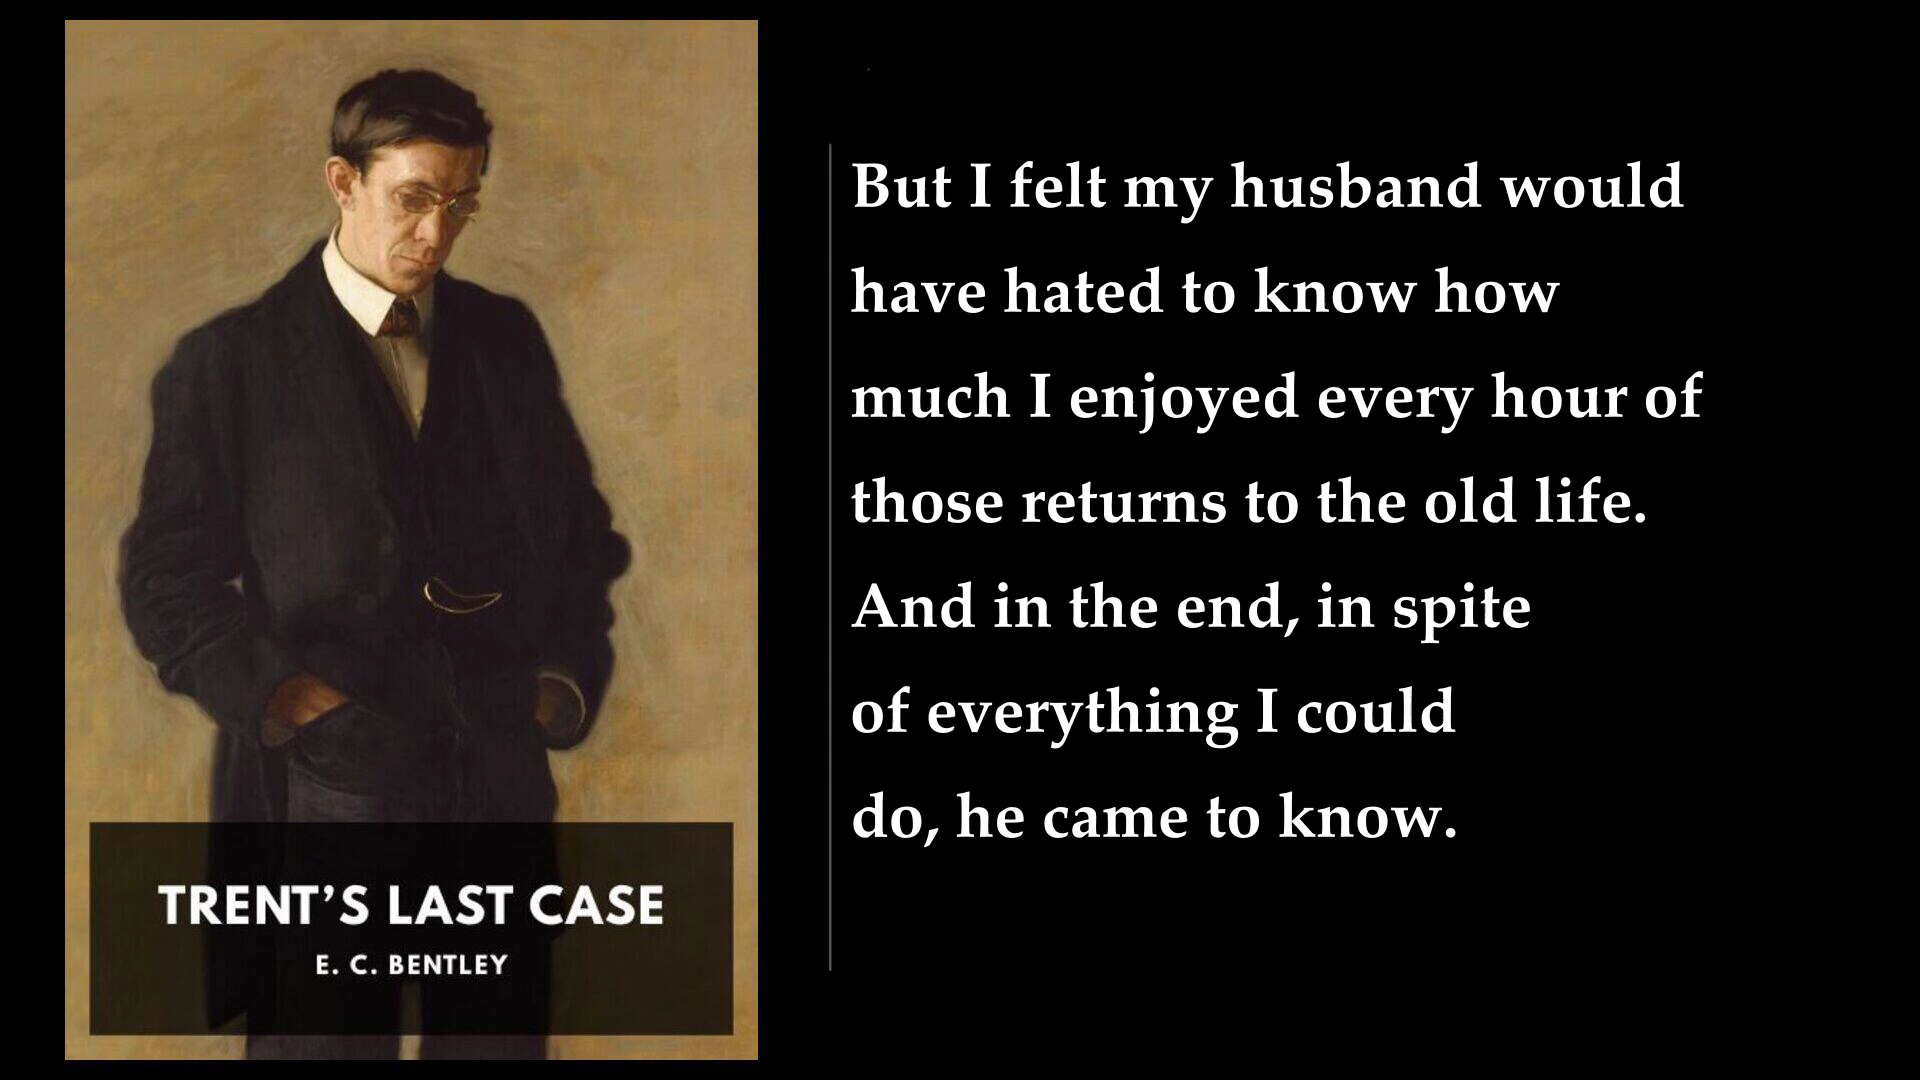 TRENT’S LAST CASE
E. C. BENTLEY
But I felt my husband would
have hated to know how
much I enjoyed every hour of
those returns to the old life.
And in the end, in spite
of everything I could
do, he came to know.